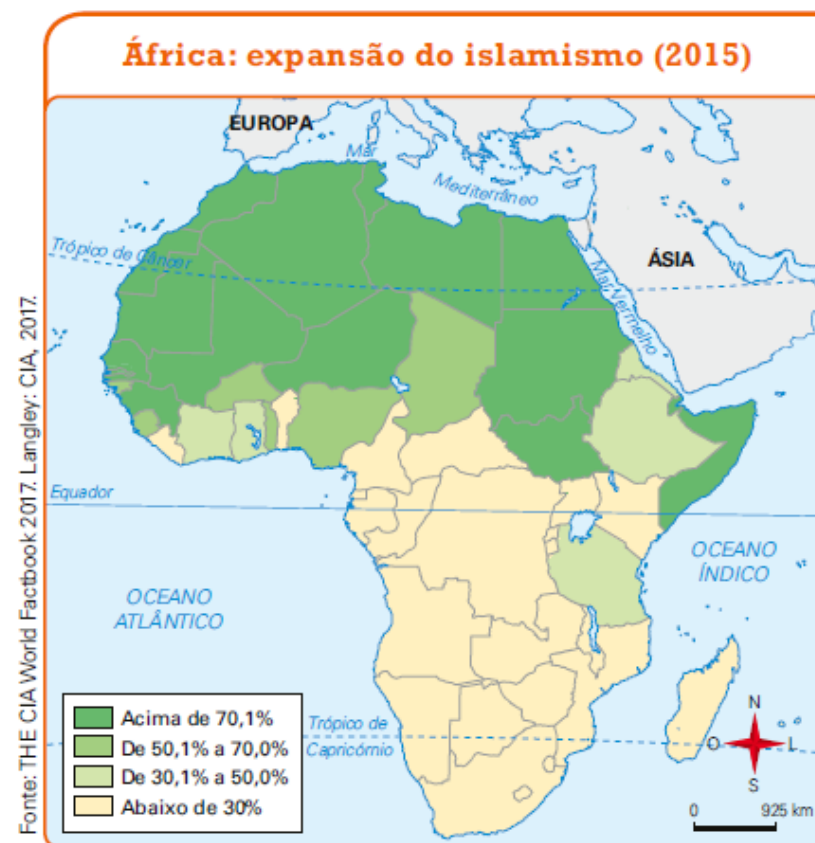 África: expansão do islamismo (2015)
EUROPA
Mar
Mediterrâneo
Trópico de Câncer
ÁSIA
Mar Vermelho
Equador
OCEANO
ATLÂNTICO
OCEANO
ÍNDICO
Trópico de
Capricórnio
Acima de 70,1%
De 50,1% a 70,0%
De 30,1% a 50,0%
Abaixo de 30%
N
O
L
S
0 925 km
Fonte: THE CIA World Factbook 2017. Langley: CIA, 2017.